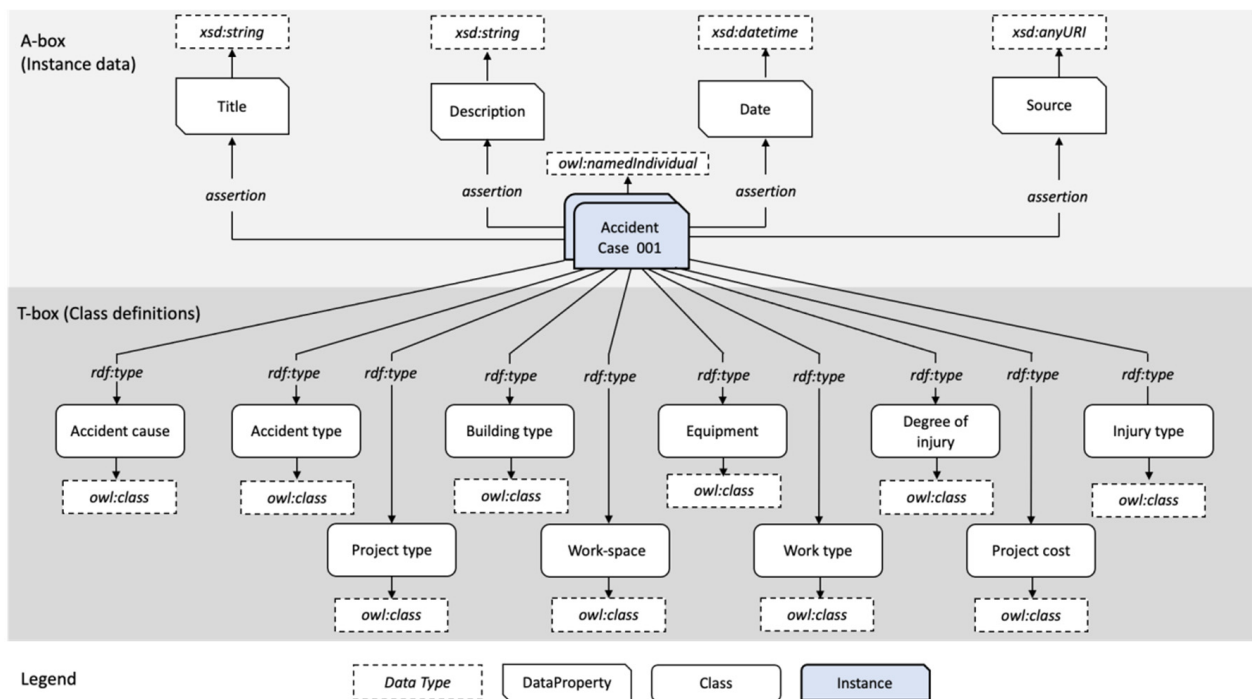 A-box
(Instance data)
xsd:string
xsd:string
xsd:datetime
xsd:anyURI
Title
Description
Date
Source
owl:namedIndividual
assertion
assertion
assertion
assertion
Accident
Case 001
T-box (Class definitions)
rdf:type
rdf:type
rdf:type
rdf:type
rdf:type
rdf:type
rdf:type
rdf:type
rdf:type
rdf:type
Accident cause
Accident type
Building type
Equipment
Degree of
injury
Injury type
owl:class
owl:class
owl:class
owl:class
owl:class
owl:class
Project type
Work-space
Work type
Project cost
owl:class
owl:class
owl:class
owl:class
Legend
Data Type
DataProperty
Class
Instance